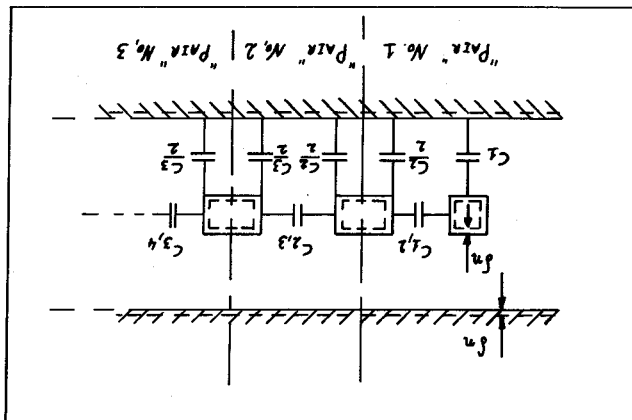 δn
δn
C1,2 C2,3 C3,4
C1 C2/2 C2/2 C3/2 C3/2
"PAIR" No. 1 "PAIR" No, 2 "PAIR" No, 3